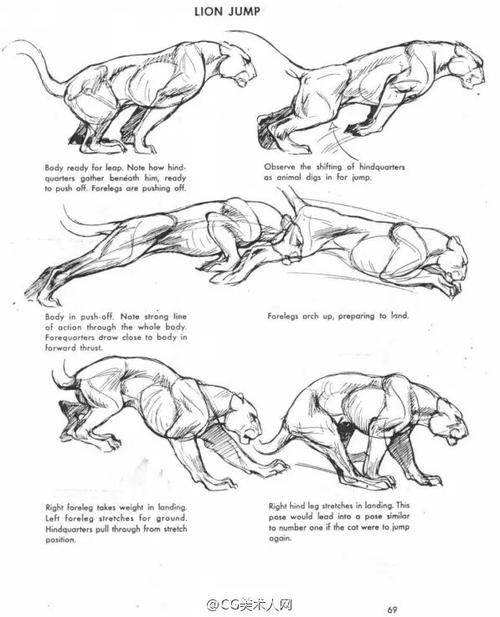 LION JUMP
Body ready for leap. Note how hind-
quarters gather beneath him, ready
to push off. Forelegs are pushing off.
Observe the shifting of hindquarters
as animal digs in for jump.
Body in push-off. Note strong line
of action through the whole body.
Forequarters draw close to body in
forward thrust.
Forelegs arch up, preparing to land.
Right foreleg takes weight in landing.
Left foreleg stretches for ground.
Hindquarters pull through from stretch
position.
Right hind leg stretches in landing. This
pose would lead into a pose similar
to number one if the cat were to jump
again.
@CG美术人网
69